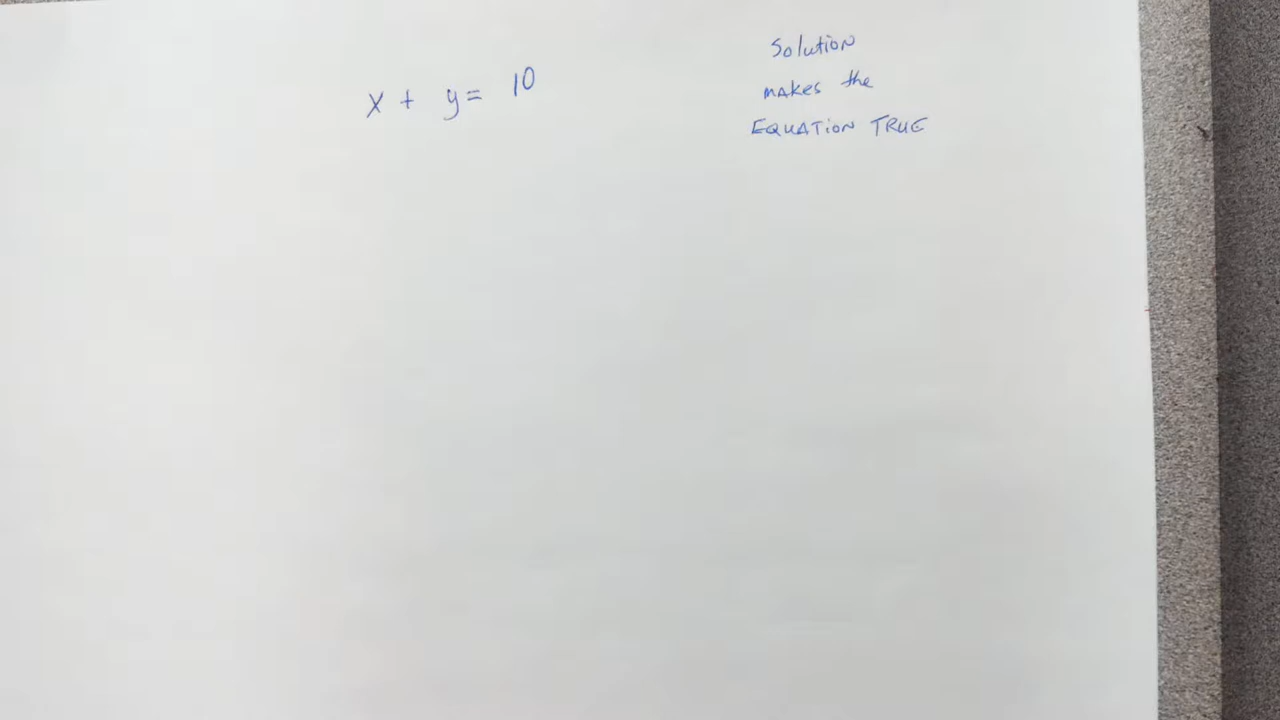 x + y = 10
Solution
makes the
EQUATION TRUE